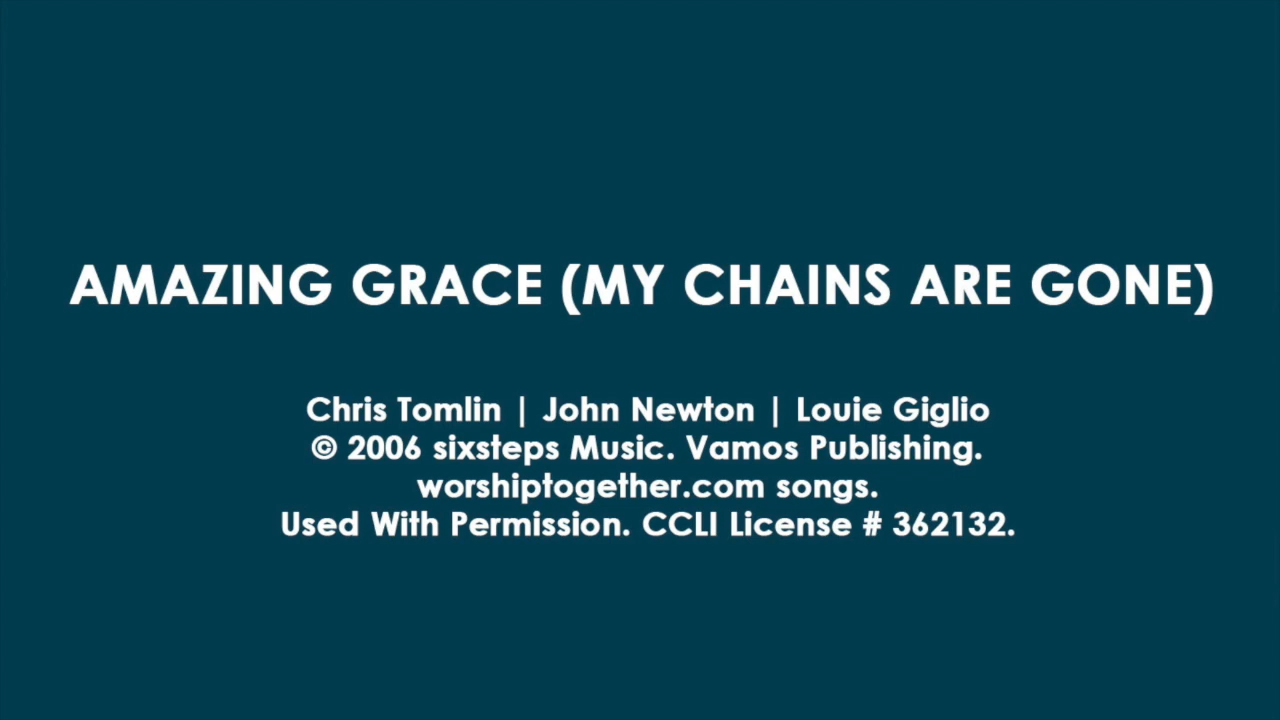 AMAZING GRACE (MY CHAINS ARE GONE)
Chris Tomlin | John Newton | Louie Giglio
© 2006 sixsteps Music. Vamos Publishing.
worshiptogether.com songs.
Used With Permission. CCLI License # 362132.